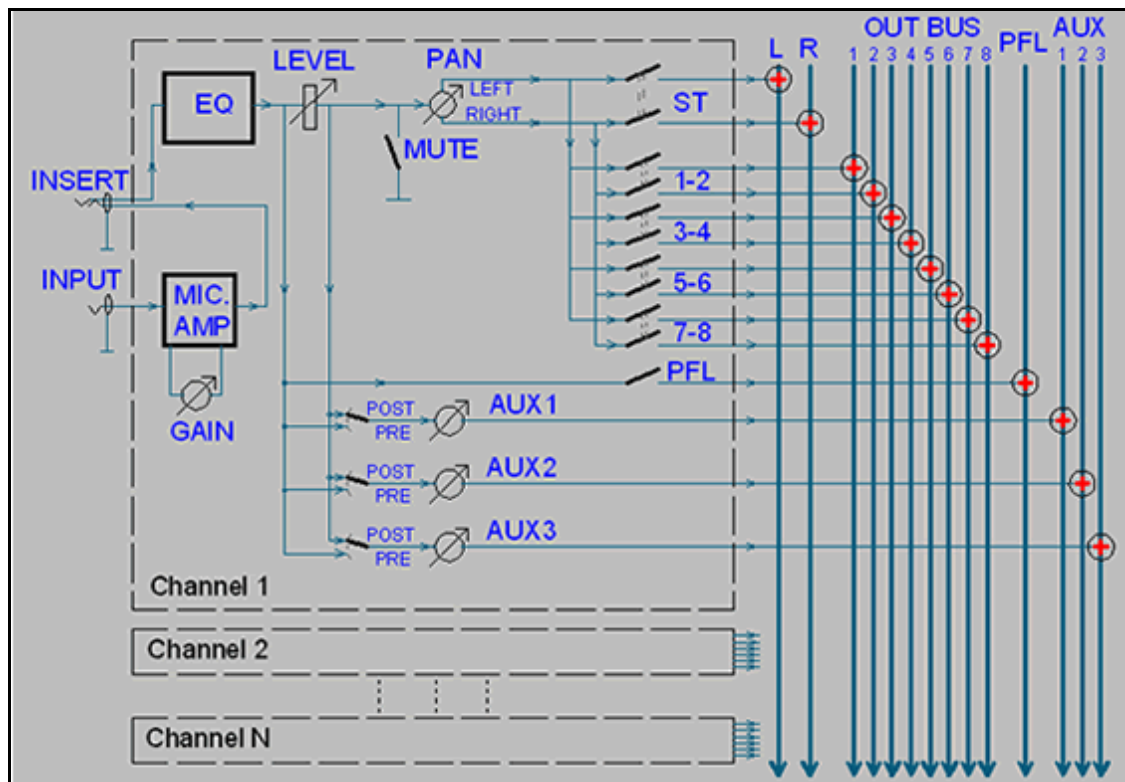 OUT BUS AUX
L R 1 2 3 4 5 6 7 8 PFL 1 2 3
LEVEL PAN
EQ LEFT
RIGHT ST
MUTE
INSERT 1-2
3-4
INPUT MIC. 5-6
AMP 7-8
PFL
GAIN POST AUX1
PRE
POST AUX2
PRE
POST AUX3
PRE
Channel 1
Channel 2
Channel N